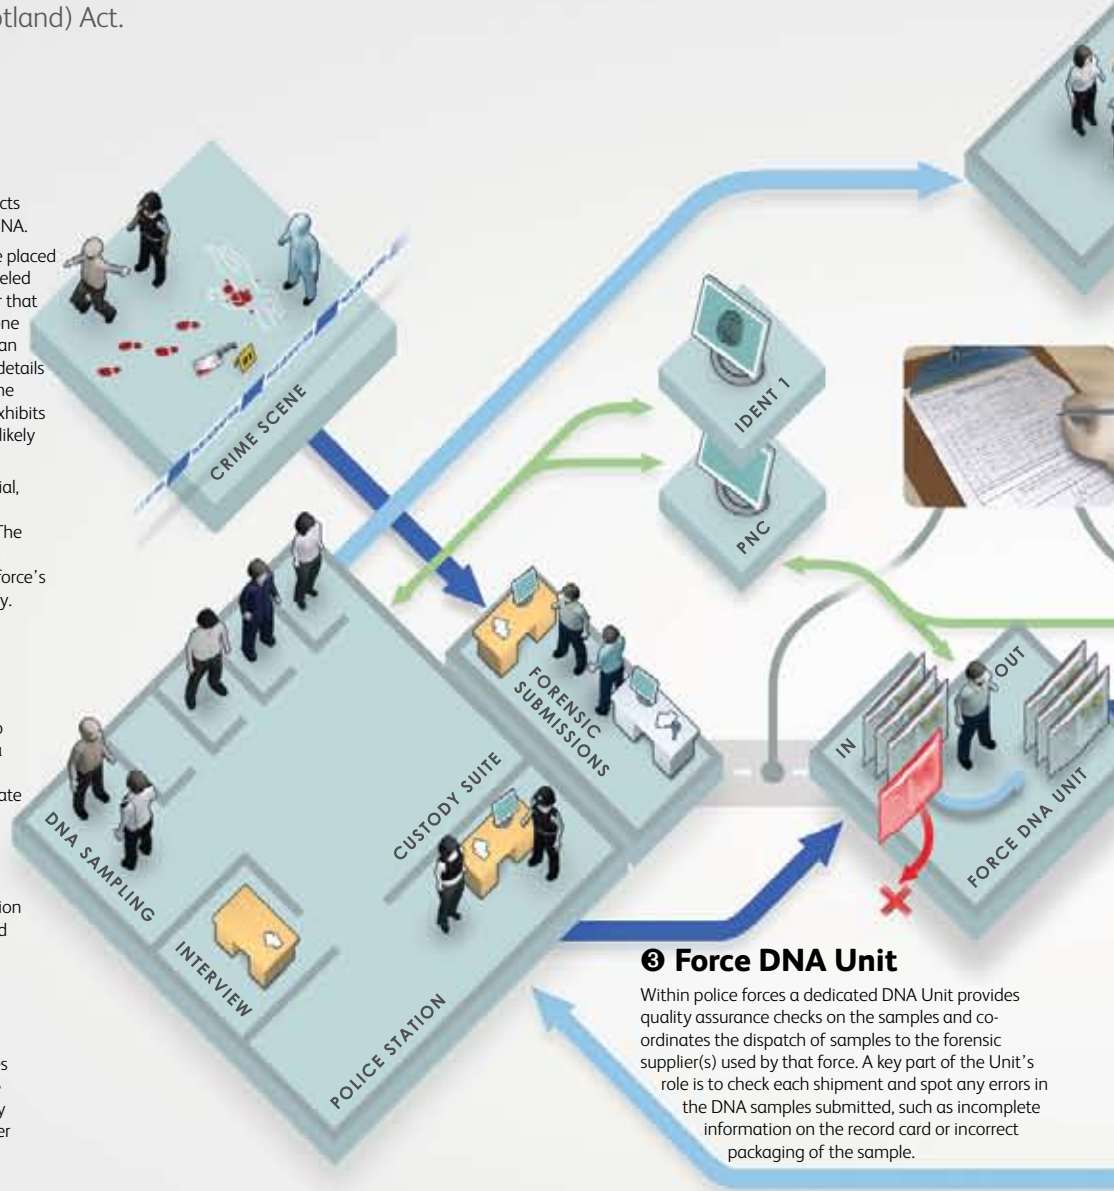 otland) Act.
cts
NA.
e placed
eled
r that
one
an
details
he
xhibits
likely
ial,
The
force's
y.
o
ate
ion
d
es
y
er
CRIME SCENE
IDENT 1
PNC
FORENSIC
SUBMISSIONS
IN
OUT
FORCE DNA UNIT
CUSTODY SUITE
DNA SAMPLING
INTERVIEW
POLICE STATION
❸ Force DNA Unit
Within police forces a dedicated DNA Unit provides
quality assurance checks on the samples and co-
ordinates the dispatch of samples to the forensic
supplier(s) used by that force. A key part of the Unit's
role is to check each shipment and spot any errors in
the DNA samples submitted, such as incomplete
information on the record card or incorrect
packaging of the sample.